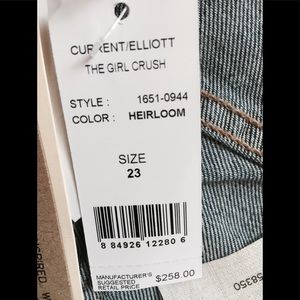 CURRENT/ELLIOTT
THE GIRL CRUSH
STYLE : 1651-0944
COLOR : HEIRLOOM
SIZE
23
8 84926 12280 6
MANUFACTURER'S
SUGGESTED
RETAIL PRICE
$258.00
58350